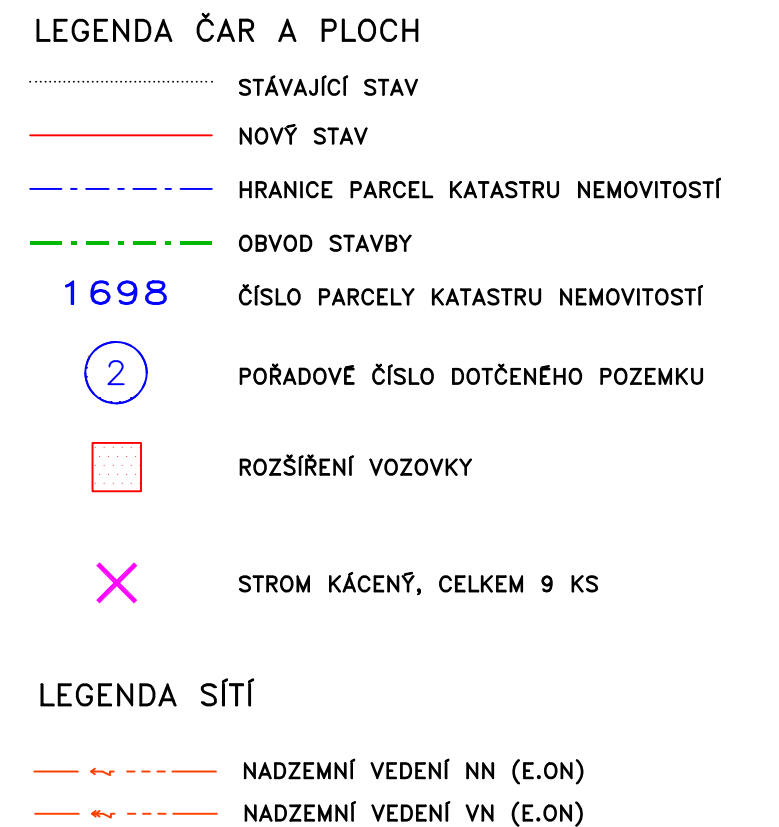 LEGENDA ČAR A PLOCH
STÁVAJÍCÍ STAV
NOVÝ STAV
HRANICE PARCEL KATASTRU NEMOVITOSTÍ
OBVOD STAVBY
1698 ČÍSLO PARCELY KATASTRU NEMOVITOSTÍ
2 POŘADOVÉ ČÍSLO DOTČENÉHO POZEMKU
ROZŠÍŘENÍ VOZOVKY
STROM KÁCENÝ, CELKEM 9 KS
LEGENDA SÍTÍ
NADZEMNÍ VEDENÍ NN (E.ON)
NADZEMNÍ VEDENÍ VN (E.ON)